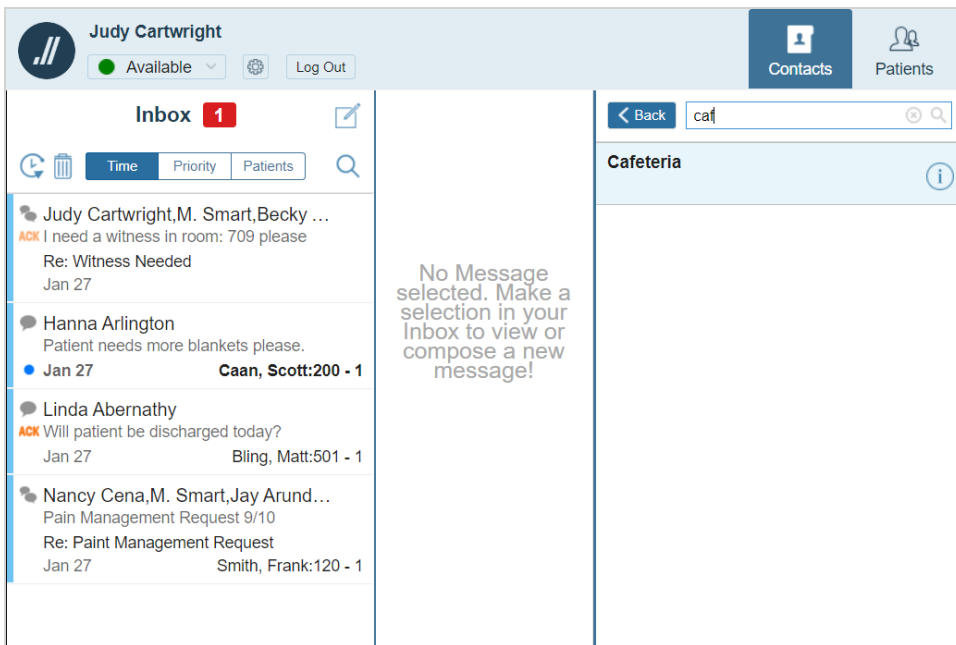 Judy Cartwright
Available
Log Out
Contacts
Patients
Inbox 1
Time Priority Patients
Judy Cartwright,M. Smart,Becky ...
ACK I need a witness in room: 709 please
Re: Witness Needed
Jan 27
Hanna Arlington
Patient needs more blankets please.
Jan 27 Caan, Scott:200 - 1
Linda Abernathy
ACK Will patient be discharged today?
Jan 27 Bling, Matt:501 - 1
Nancy Cena,M. Smart,Jay Arund...
Pain Management Request 9/10
Re: Paint Management Request
Jan 27 Smith, Frank:120 - 1
No Message
selected. Make a
selection in your
Inbox to view or
compose a new
message!
Back caf
Cafeteria
i